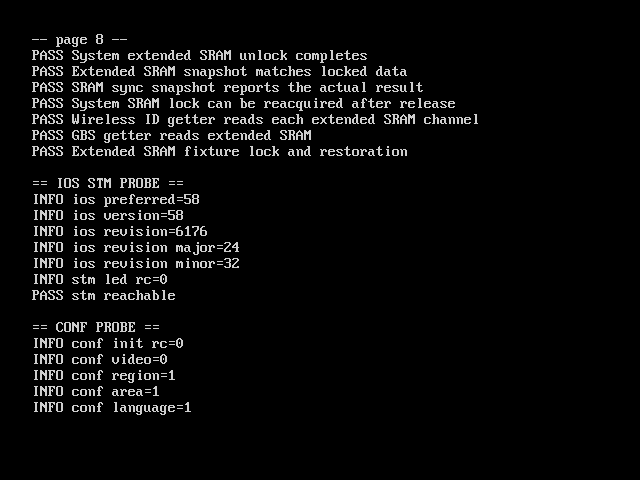 -- page 8 --
PASS System extended SRAM unlock completes
PASS Extended SRAM snapshot matches locked data
PASS SRAM sync snapshot reports the actual result
PASS System SRAM lock can be reacquired after release
PASS Wireless ID getter reads each extended SRAM channel
PASS GBS getter reads extended SRAM
PASS Extended SRAM fixture lock and restoration
== IOS STM PROBE ==
INFO ios preferred=58
INFO ios version=58
INFO ios revision=6176
INFO ios revision major=24
INFO ios revision minor=32
INFO stm led rc=0
PASS stm reachable
== CONF PROBE ==
INFO conf init rc=0
INFO conf video=0
INFO conf region=1
INFO conf area=1
INFO conf language=1